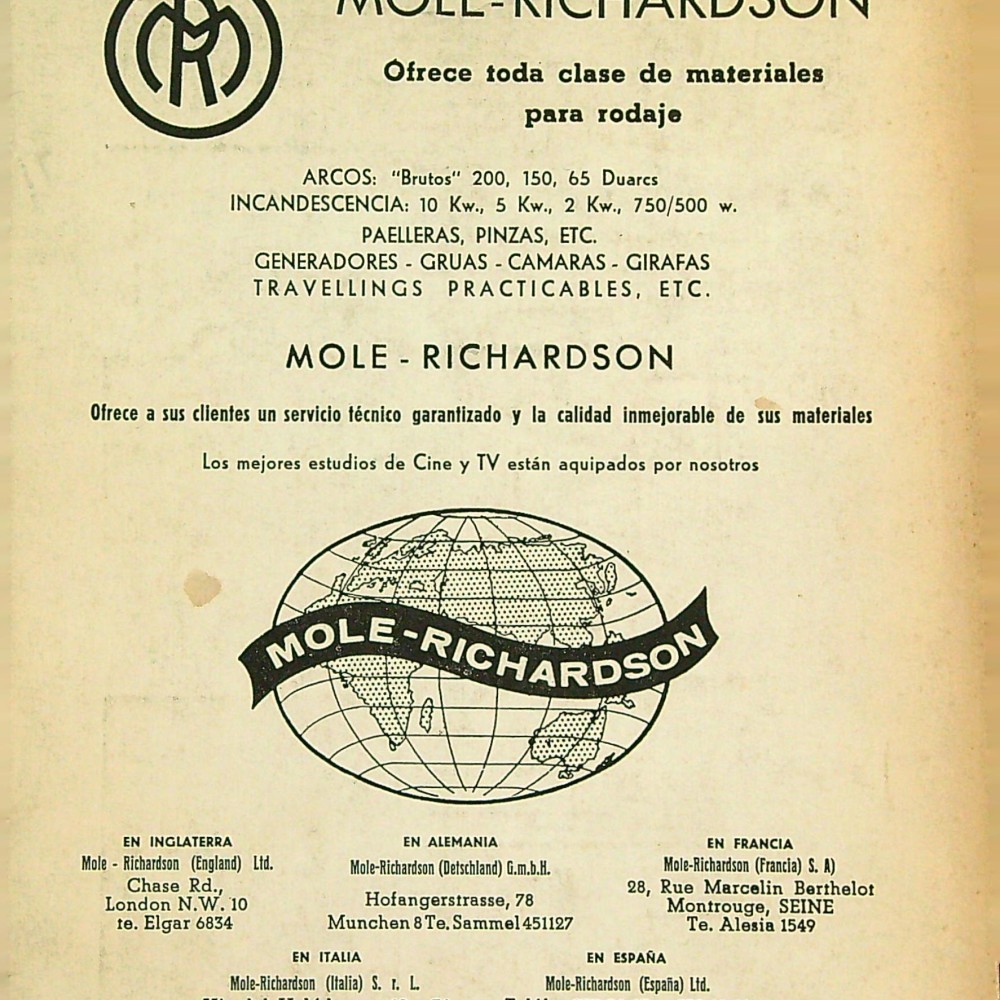 MOLE-RICHARDSON
Ofrece toda clase de materiales
para rodaje
ARCOS: "Brutos" 200, 150, 65 Duarcs
INCANDESCENCIA: 10 Kw., 5 Kw., 2 Kw., 750/500 w.
PAELLERAS, PINZAS, ETC.
GENERADORES - GRUAS - CAMARAS - GIRAFAS
TRAVELLINGS PRACTICABLES, ETC.
MOLE - RICHARDSON
Ofrece a sus clientes un servicio técnico garantizado y la calidad inmejorable de sus materiales
Los mejores estudios de Cine y TV están aquipados por nosotros
MOLE-RICHARDSON
EN INGLATERRA
Mole - Richardson (England) Ltd.
Chase Rd.,
London N.W. 10
te. Elgar 6834
EN ALEMANIA
Mole-Richardson (Detschland) G.m.b.H.
Hofangerstrasse, 78
Munchen 8 Te. Sammel 451127
EN FRANCIA
Mole-Richardson (Francia) S. A)
28, Rue Marcelin Berthelot
Montrouge, SEINE
Te. Alesia 1549
EN ITALIA
Mole-Richardson (Italia) S. r L.
EN ESPAÑA
Mole-Richardson (España) Ltd.